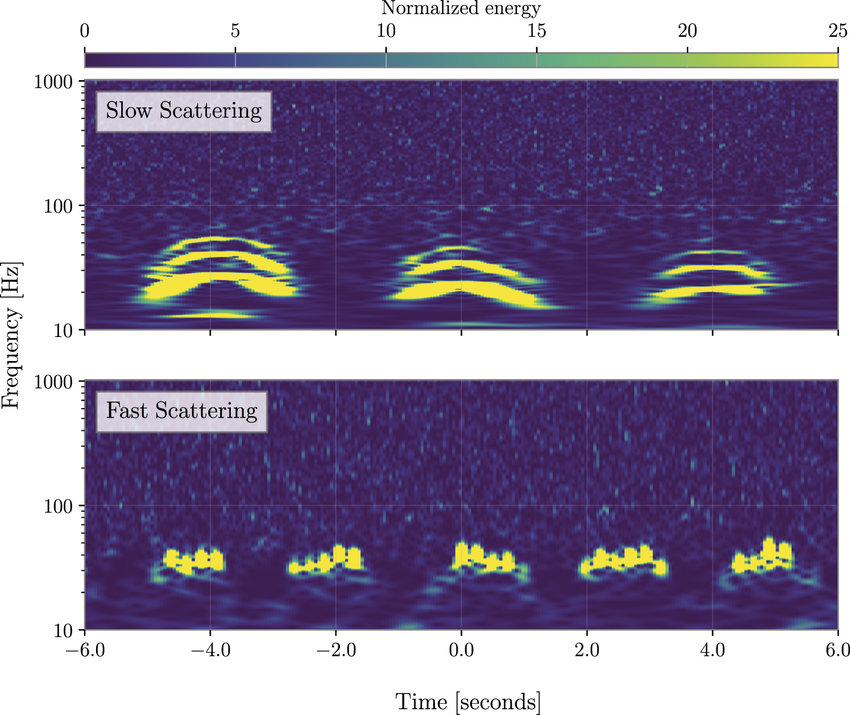 Normalized energy
0 5 10 15 20 25
1000
Slow Scattering
100
10
Frequency [Hz]
1000
Fast Scattering
100
10
−6.0 −4.0 −2.0 0.0 2.0 4.0 6.0
Time [seconds]